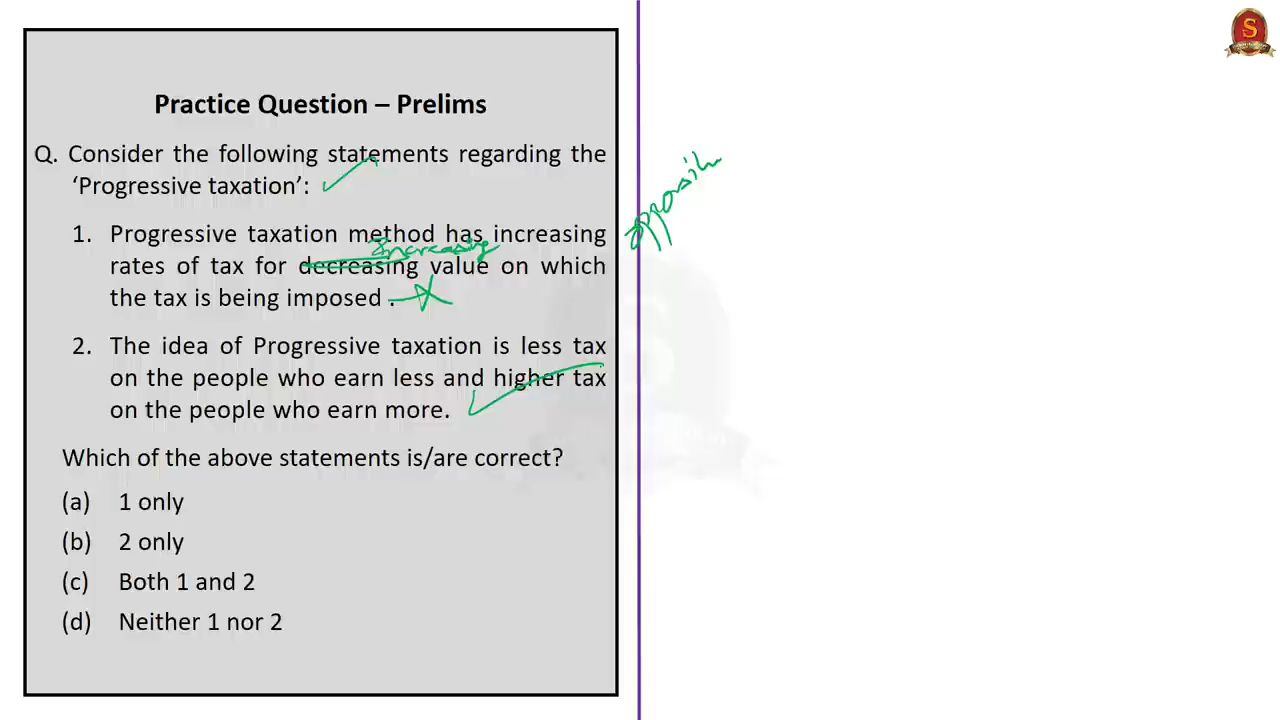 Practice Question – Prelims
Q. Consider the following statements regarding the
‘Progressive taxation’:
1. Progressive taxation method has increasing
increasing
rates of tax for decreasing value on which
the tax is being imposed .
2. The idea of Progressive taxation is less tax
on the people who earn less and higher tax
on the people who earn more.
Which of the above statements is/are correct?
(a) 1 only
(b) 2 only
(c) Both 1 and 2
(d) Neither 1 nor 2
S